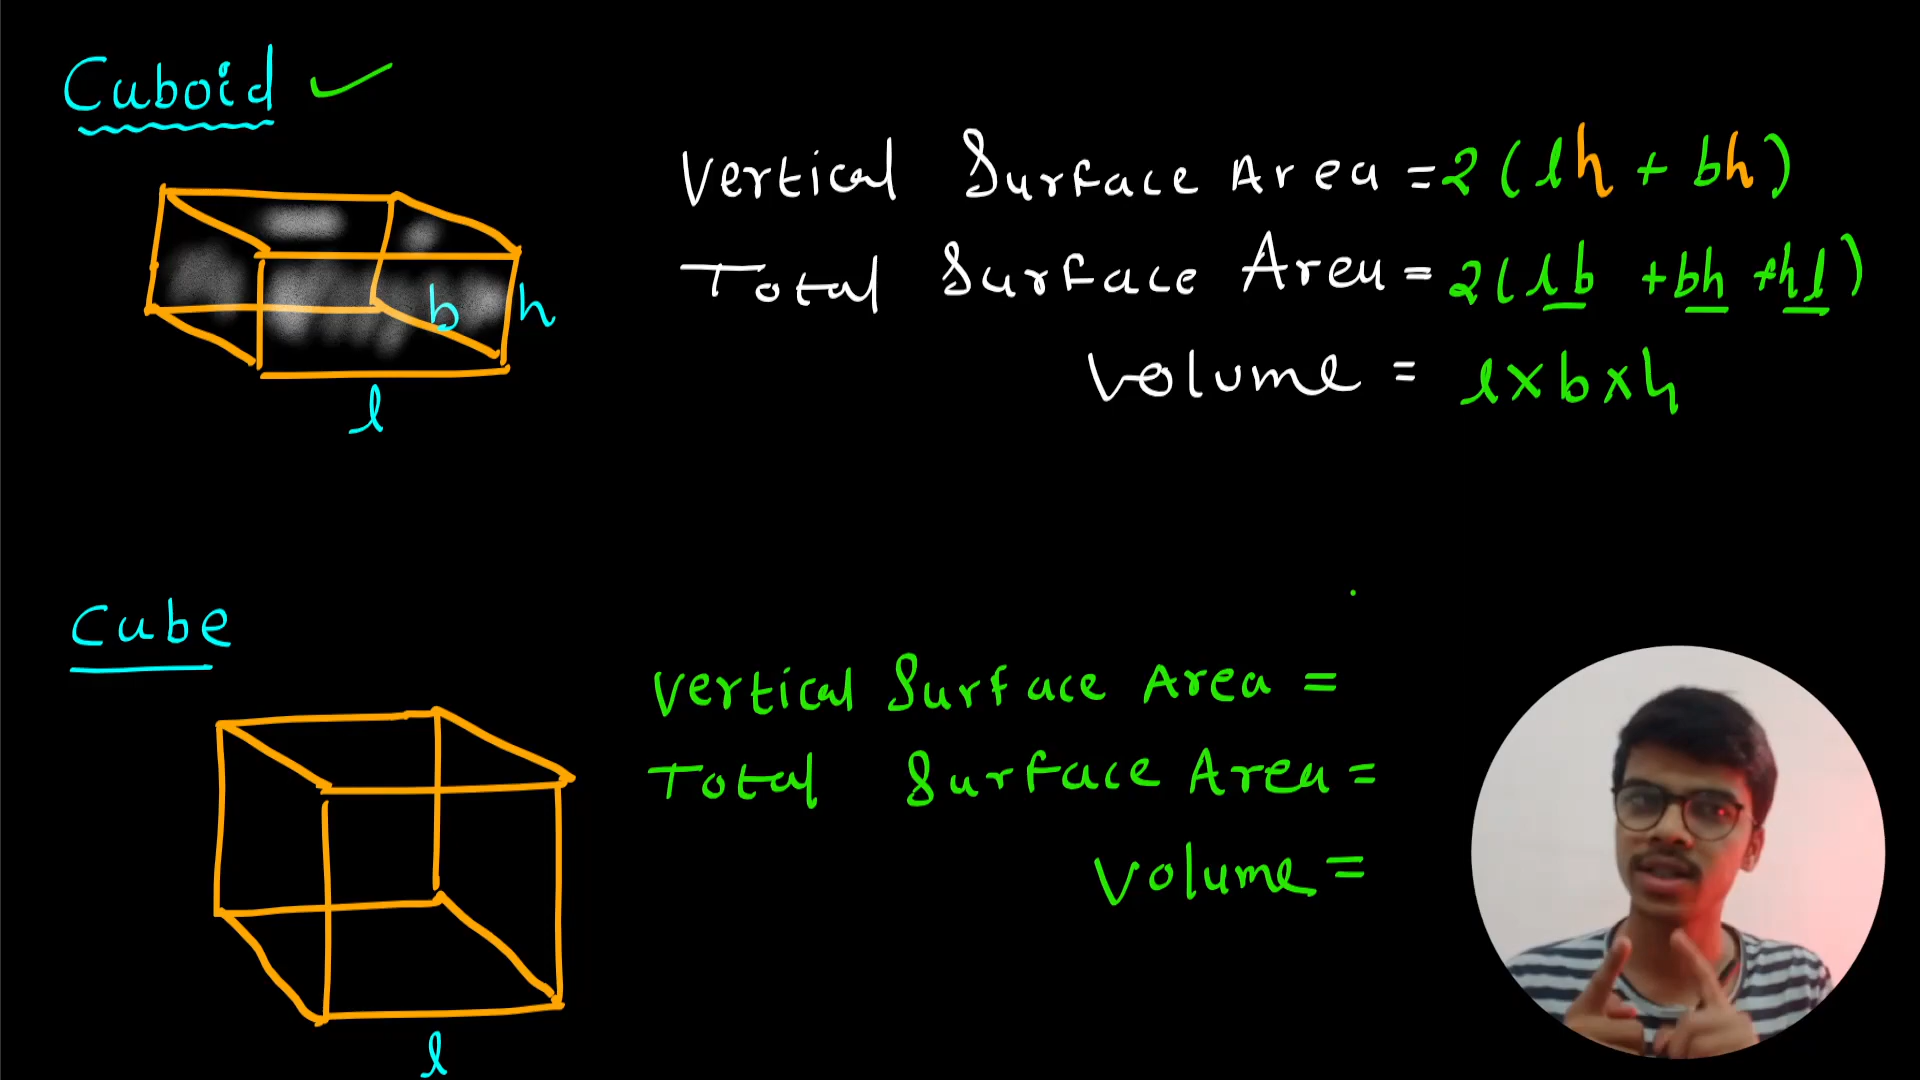 Cuboid
Vertical Surface Area = 2(lh + bh)
Total Surface Area = 2(lb + bh + hl)
Volume = l×b×h
b h
l
Cube
Vertical Surface Area =
Total Surface Area =
Volume =
l